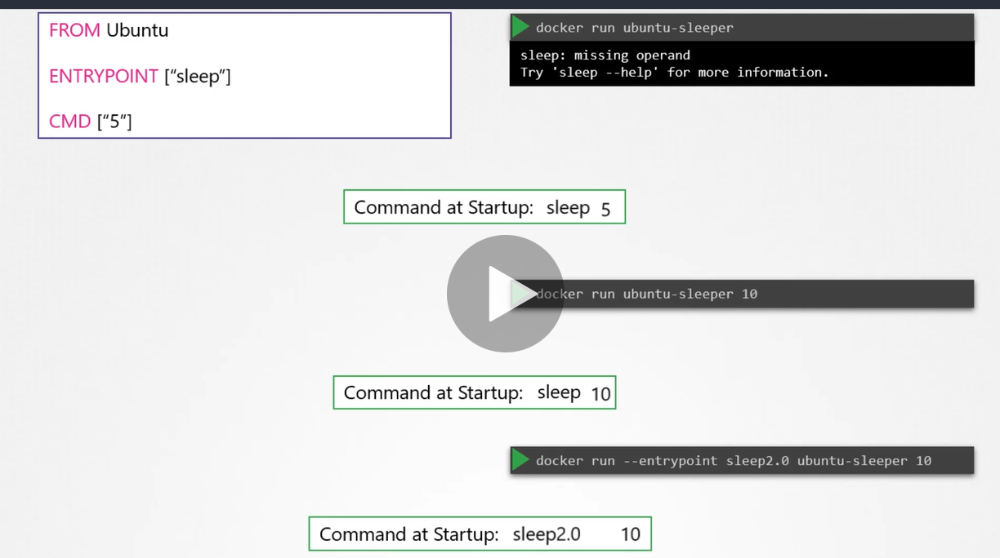 FROM Ubuntu
ENTRYPOINT [“sleep”]
CMD [“5”]
docker run ubuntu-sleeper
sleep: missing operand
Try 'sleep --help' for more information.
Command at Startup: sleep 5
docker run ubuntu-sleeper 10
Command at Startup: sleep 10
docker run --entrypoint sleep2.0 ubuntu-sleeper 10
Command at Startup: sleep2.0 10